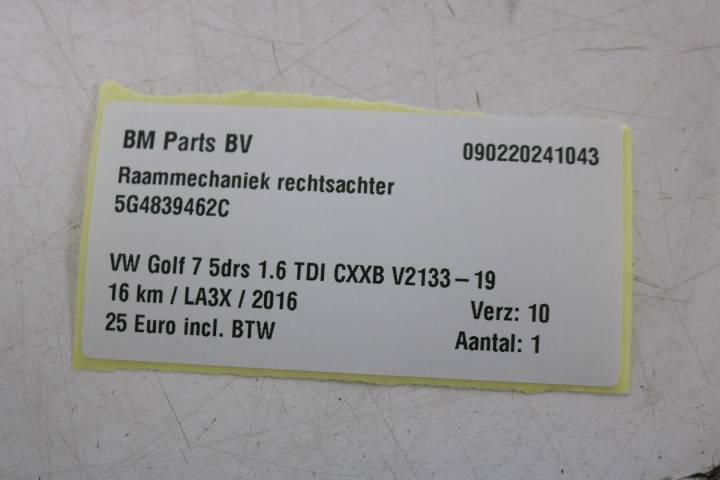 BM Parts BV 090220241043
Raammechaniek rechtsachter
5G4839462C
VW Golf 7 5drs 1.6 TDI CXXB V2133 – 19
16 km / LA3X / 2016 Verz: 10
25 Euro incl. BTW Aantal: 1